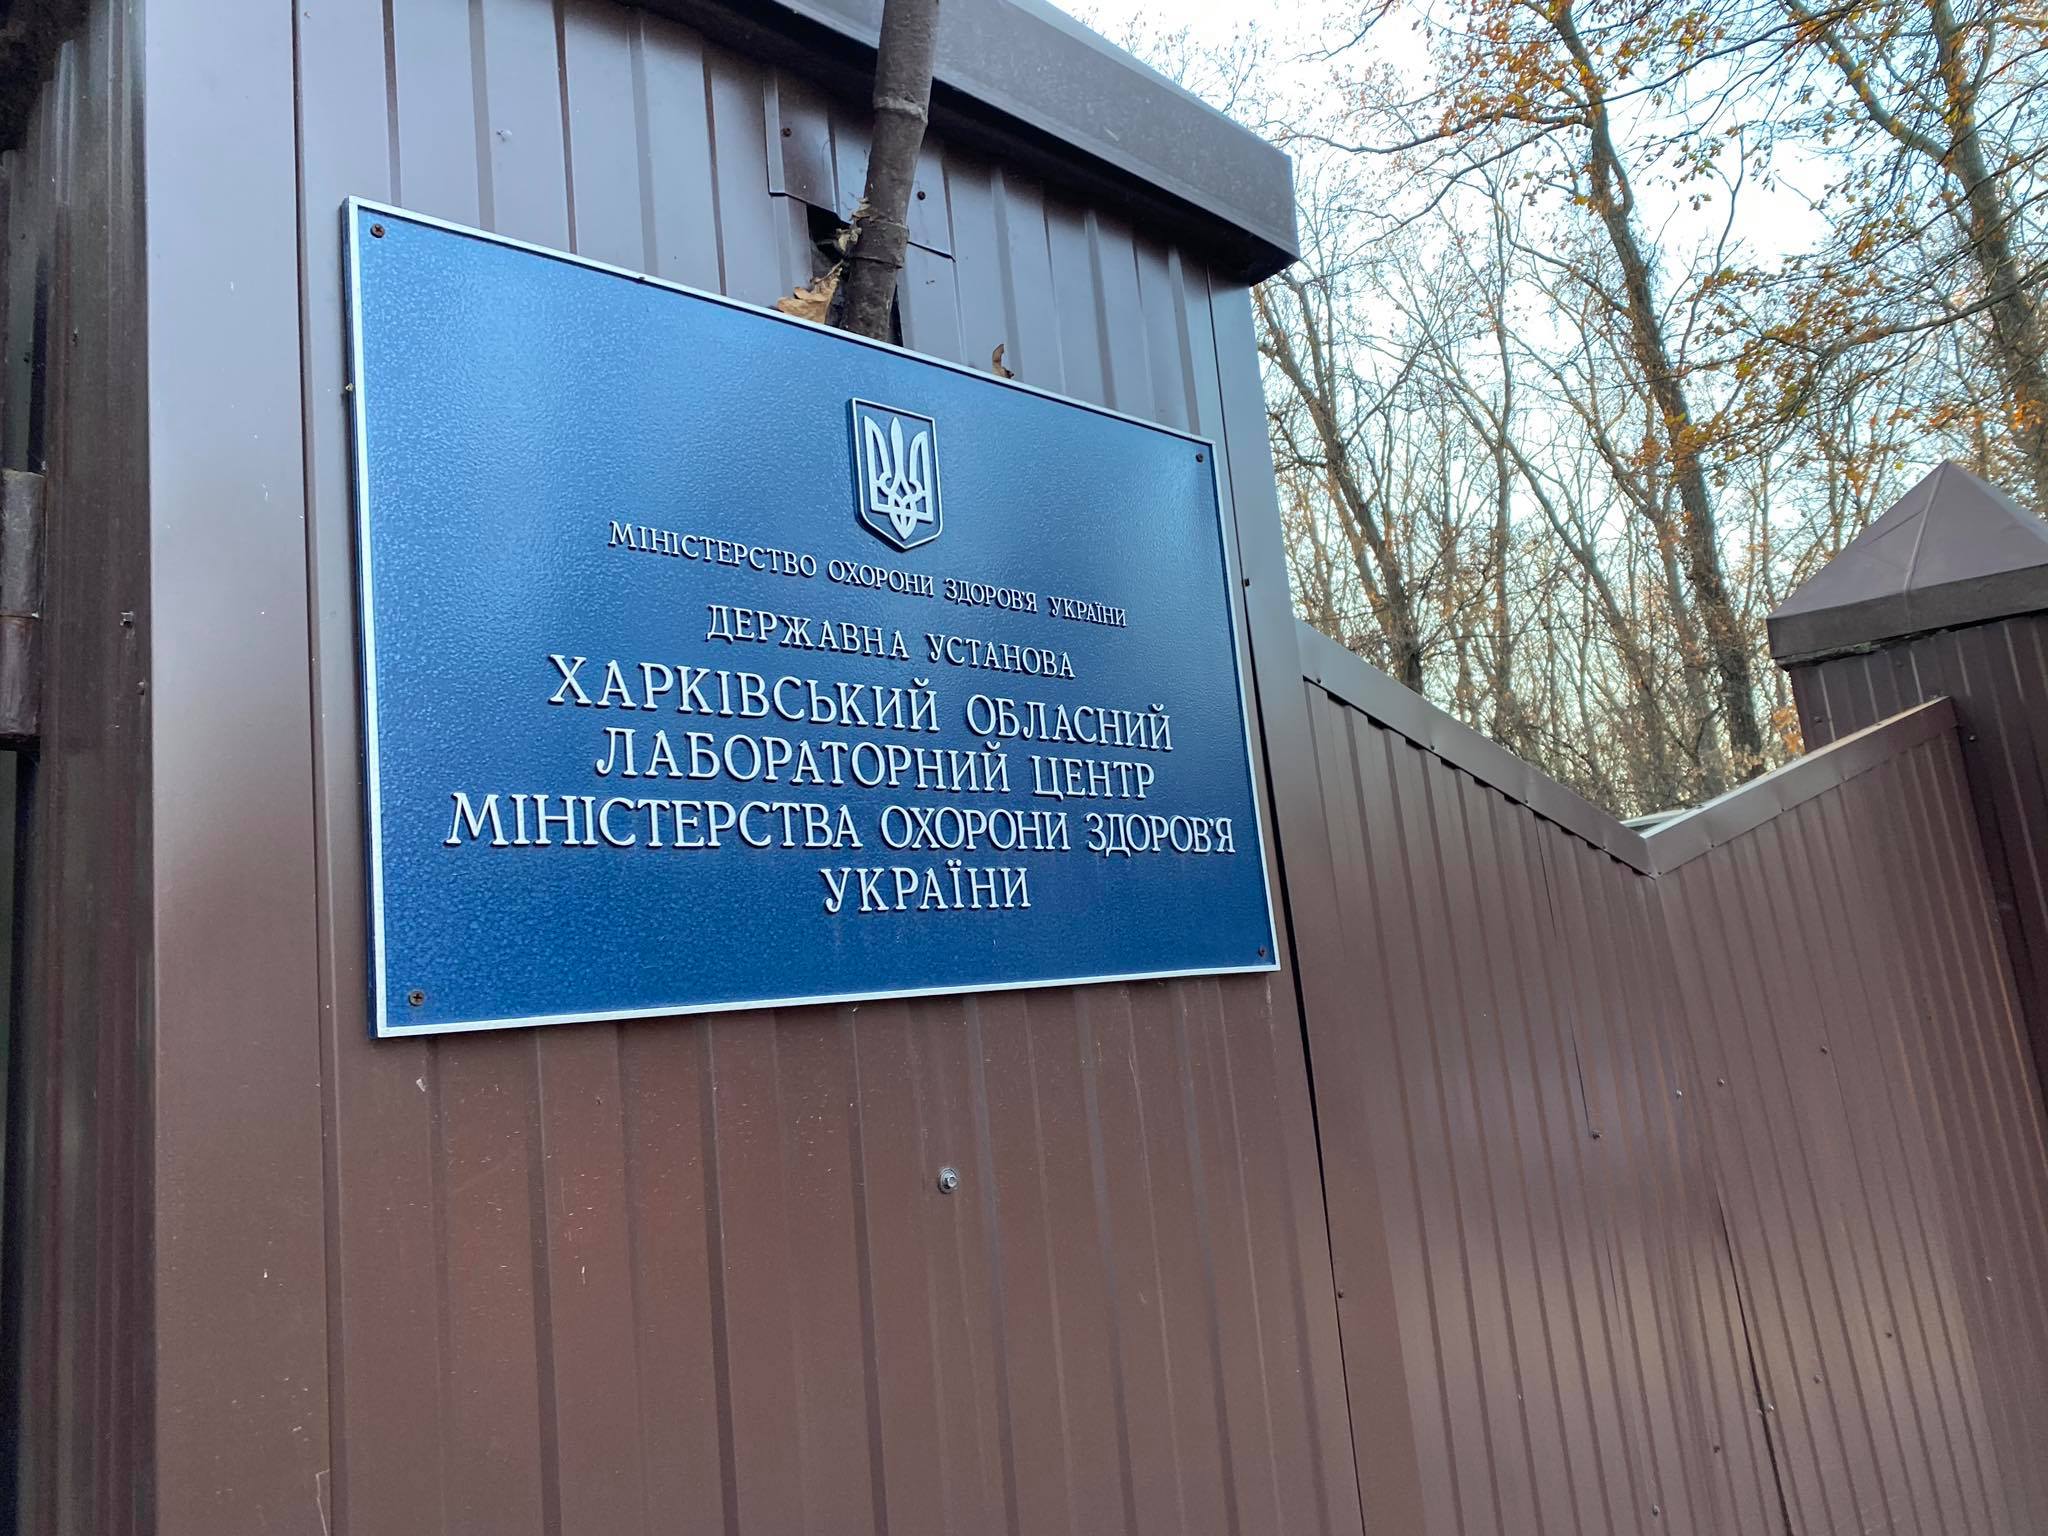 МІНІСТЕРСТВО ОХОРОНИ ЗДОРОВ'Я УКРАЇНИ
ДЕРЖАВНА УСТАНОВА
ХАРКІВСЬКИЙ ОБЛАСНИЙ
ЛАБОРАТОРНИЙ ЦЕНТР
МІНІСТЕРСТВА ОХОРОНИ ЗДОРОВ'Я
УКРАЇНИ